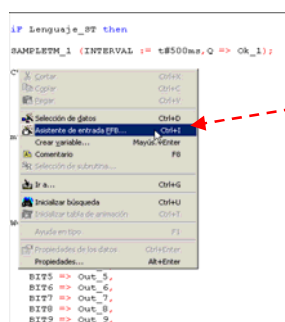 iF Lenguaje_ST then
SAMPLETM_1 (INTERVAL := t#500ms,Q => Ok_1);
Cortar Ctrl+X
Copiar Ctrl+C
Pegar Ctrl+V
Selección de datos Ctrl+D
Asistente de entrada EFB... Ctrl+I
Crear variable... Mayús.+Enter
Comentario F8
Selección de subrutina...
Ir a... Ctrl+G
Inicializar búsqueda Ctrl+U
Inicializar tabla de animación Ctrl+T
Ayuda en tipo F1
Propiedades de los datos Ctrl+Enter
Propiedades... Alt+Enter
BIT5 => Out_5,
BIT6 => Out_6,
BIT7 => Out_7,
BIT8 => Out_8,
BIT9 => Out_9,